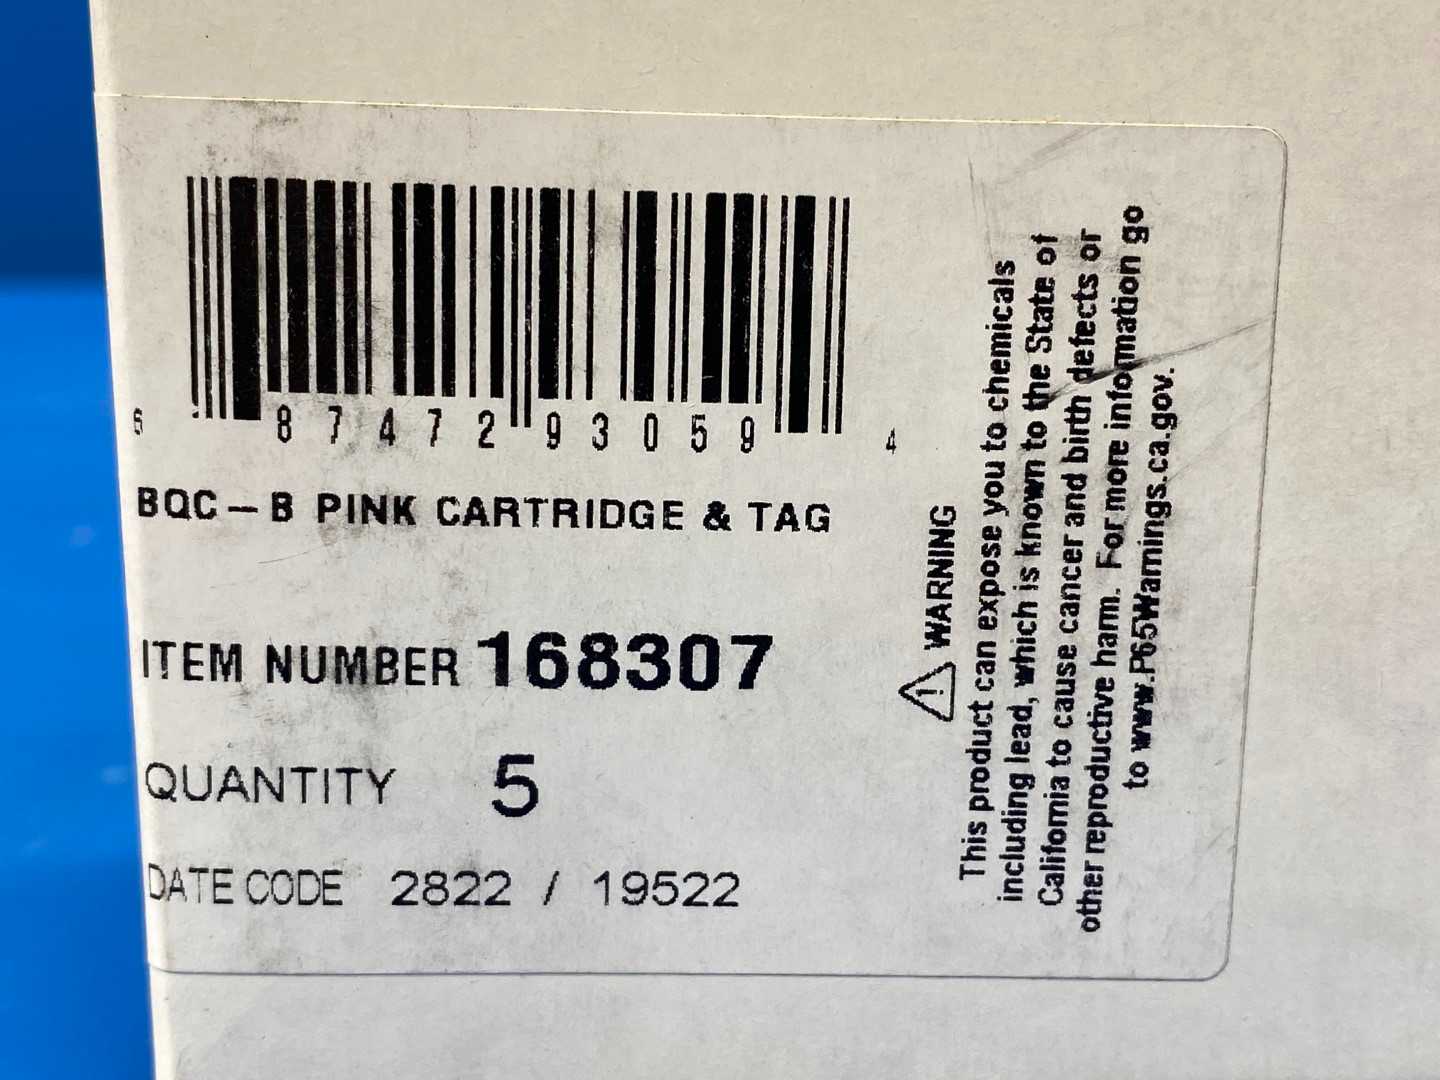 6 87472 93059 4
BQC-B PINK CARTRIDGE & TAG
ITEM NUMBER 168307
QUANTITY 5
DATE CODE 2822 / 19522
WARNING
This product can expose you to chemicals
including lead, which is known to the State of
California to cause cancer and birth defects or
other reproductive harm. For more information go
to www.P65Warnings.ca.gov.